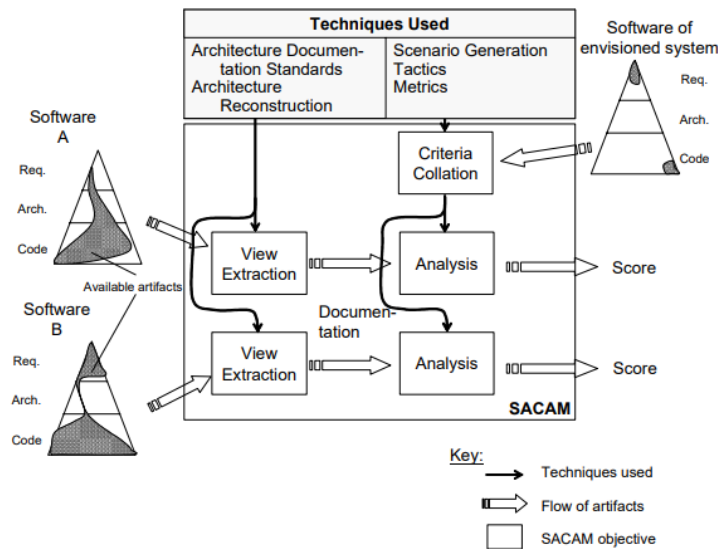 Techniques Used
Architecture Documen-
tation Standards
Architecture
Reconstruction
Scenario Generation
Tactics
Metrics
Software of
envisioned system
Req.
Arch.
Code
Software
A
Req.
Arch.
Code
Available artifacts
Software
B
Req.
Arch.
Code
Criteria
Collation
View
Extraction
Analysis
Score
Documen-
tation
View
Extraction
Analysis
Score
SACAM
Key:
Techniques used
Flow of artifacts
SACAM objective